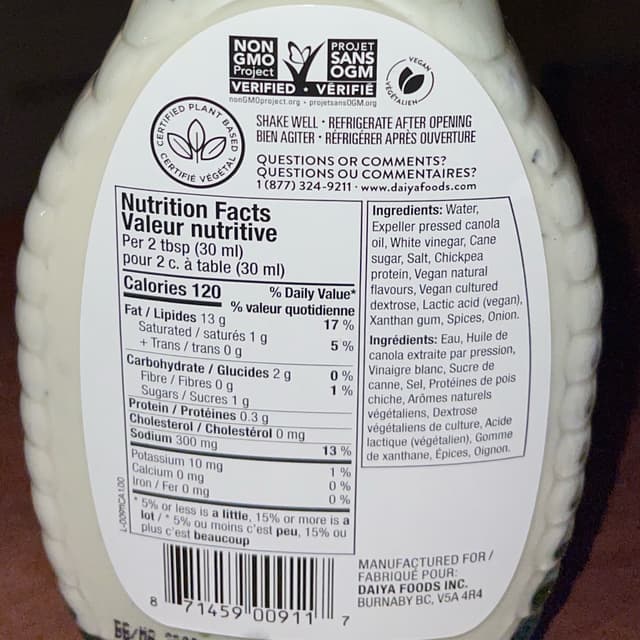 NON GMO Project VERIFIED • PROJET SANS OGM VÉRIFIÉ
nonGMOproject.org • projetsansOGM.org
VEGAN VÉGÉTALIEN
CERTIFIED PLANT BASED
CERTIFIÉ VÉGÉTAL
SHAKE WELL • REFRIGERATE AFTER OPENING
BIEN AGITER • RÉFRIGÉRER APRÈS OUVERTURE
QUESTIONS OR COMMENTS?
QUESTIONS OU COMMENTAIRES?
1 (877) 324-9211 · www.daiyafoods.com
Nutrition Facts
Valeur nutritive
Per 2 tbsp (30 ml)
pour 2 c. à table (30 ml)
Calories 120
% Daily Value*
% valeur quotidienne
Fat / Lipides 13 g 17 %
Saturated / saturés 1 g
+ Trans / trans 0 g 5 %
Carbohydrate / Glucides 2 g
Fibre / Fibres 0 g 0 %
Sugars / Sucres 1 g 1 %
Protein / Protéines 0.3 g
Cholesterol / Cholestérol 0 mg
Sodium 300 mg 13 %
Potassium 10 mg 1 %
Calcium 0 mg 0 %
Iron / Fer 0 mg 0 %
* 5% or less is a little, 15% or more is a
lot / * 5% ou moins c'est peu, 15% ou
plus c'est beaucoup
Ingredients: Water,
Expeller pressed canola
oil, White vinegar, Cane
sugar, Salt, Chickpea
protein, Vegan natural
flavours, Vegan cultured
dextrose, Lactic acid (vegan),
Xanthan gum, Spices, Onion.
Ingrédients: Eau, Huile de
canola extraite par pression,
Vinaigre blanc, Sucre de
canne, Sel, Protéines de pois
chiche, Arômes naturels
végétaliens, Dextrose
végétaliens de culture, Acide
lactique (végétalien), Gomme
de xanthane, Épices, Oignon.
8 71459 00911 7
MANUFACTURED FOR /
FABRIQUÉ POUR:
DAIYA FOODS INC.
BURNABY BC, V5A 4R4